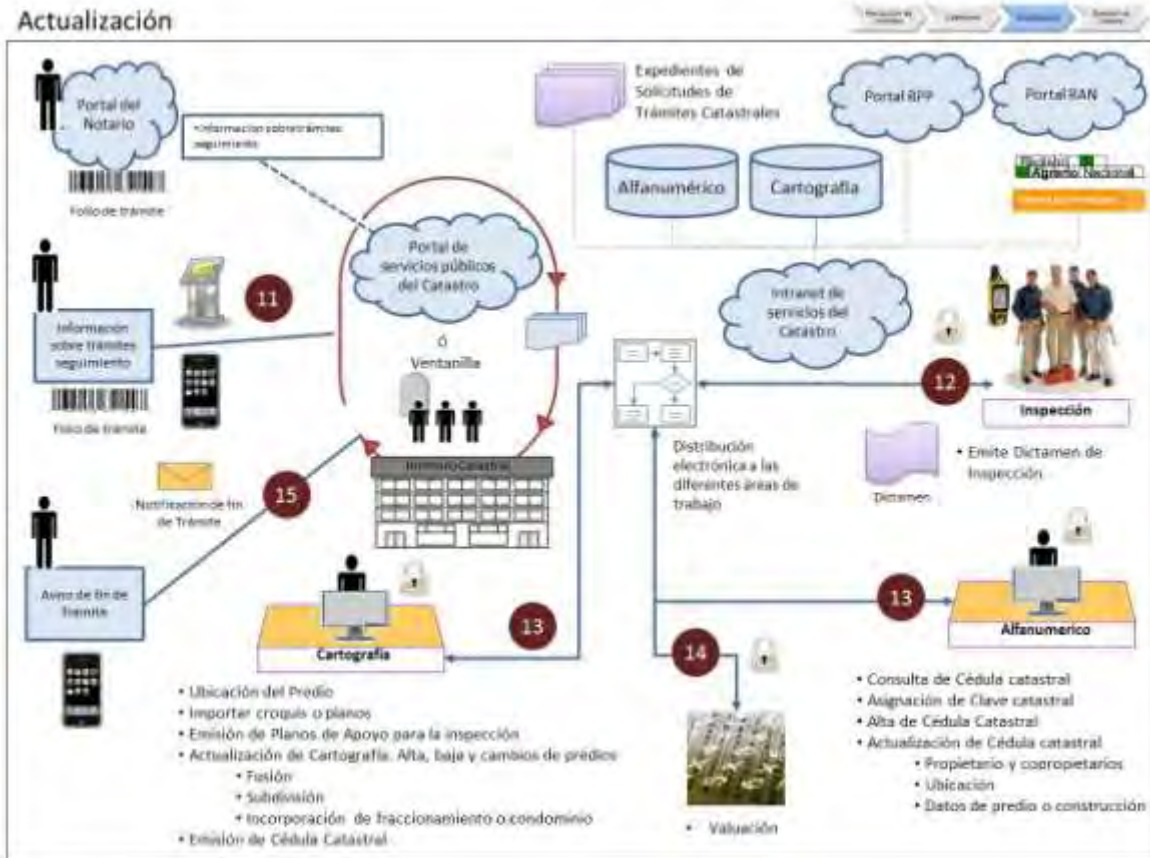 Actualización
Portal del
Notario
Folio de trámite
• Información sobre trámites
seguimiento
Expedientes de
Solicitudes de
Trámites Catastrales
Portal RPP
Portal RAN
Agrario Nacional
Alfanumérico
Cartografía
Portal de
servicios públicos
del Catastro
ó
Ventanilla
Intranet de
servicios del
Catastro
11
Información
sobre trámites
seguimiento
Folio de trámite
12
Inspección
• Emite Dictamen de
Inspección
Dictamen
Distribución
electrónica a las
diferentes áreas de
trabajo
15
Notificación de fin
de Trámite
Aviso de fin de
Trámite
13
Cartografía
• Ubicación del Predio
• Importar croquis o planos
• Emisión de Planos de Apoyo para la inspección
• Actualización de Cartografía. Alta, baja y cambios de predios
• Fusión
• Subdivisión
• Incorporación de fraccionamiento o condominio
• Emisión de Cédula Catastral
14
• Valuación
13
Alfanumerico
• Consulta de Cédula catastral
• Asignación de Clave catastral
• Alta de Cédula Catastral
• Actualización de Cédula catastral
• Propietario y copropietarios
• Ubicación
• Datos de predio o construcción